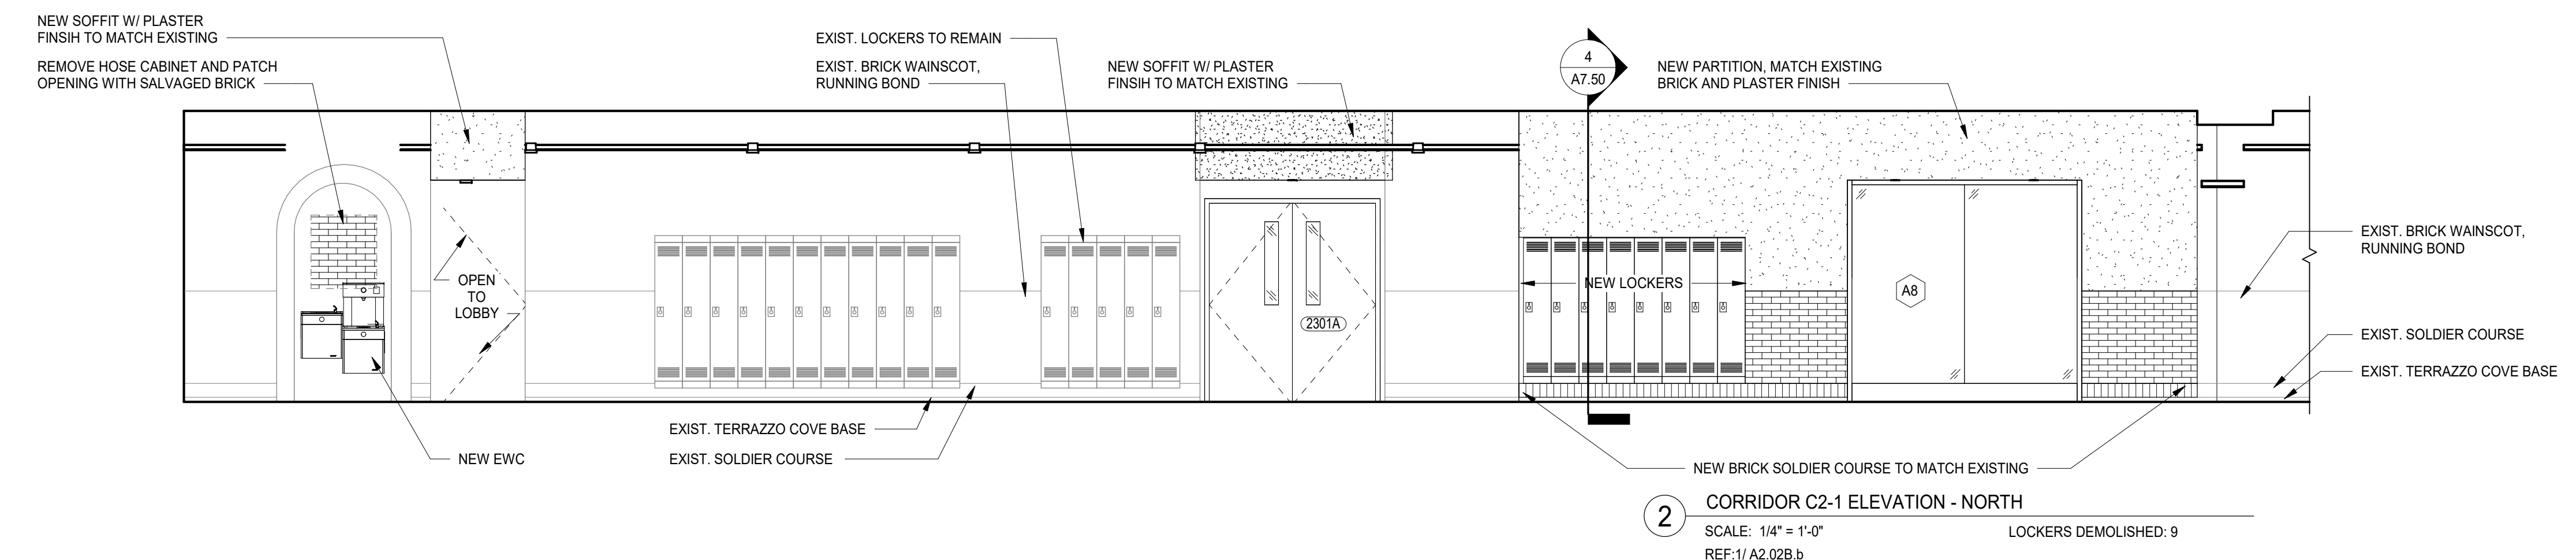 NEW SOFFIT W/ PLASTER
FINSIH TO MATCH EXISTING
REMOVE HOSE CABINET AND PATCH
OPENING WITH SALVAGED BRICK
EXIST. LOCKERS TO REMAIN
EXIST. BRICK WAINSCOT,
RUNNING BOND
NEW SOFFIT W/ PLASTER
FINSIH TO MATCH EXISTING
4
A7.50
NEW PARTITION, MATCH EXISTING
BRICK AND PLASTER FINISH
OPEN
TO
LOBBY
2301A
NEW LOCKERS
A8
EXIST. BRICK WAINSCOT,
RUNNING BOND
EXIST. SOLDIER COURSE
EXIST. TERRAZZO COVE BASE
NEW EWC
EXIST. TERRAZZO COVE BASE
EXIST. SOLDIER COURSE
NEW BRICK SOLDIER COURSE TO MATCH EXISTING
2
CORRIDOR C2-1 ELEVATION - NORTH
SCALE: 1/4" = 1'-0"
LOCKERS DEMOLISHED: 9
REF:1/ A2.02B.b